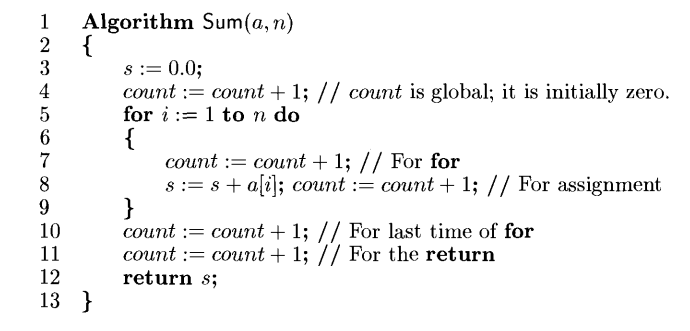 1 Algorithm Sum(a, n)
2 {
3 s := 0.0;
4 count := count + 1; // count is global; it is initially zero.
5 for i := 1 to n do
6 {
7 count := count + 1; // For for
8 s := s + a[i]; count := count + 1; // For assignment
9 }
10 count := count + 1; // For last time of for
11 count := count + 1; // For the return
12 return s;
13 }